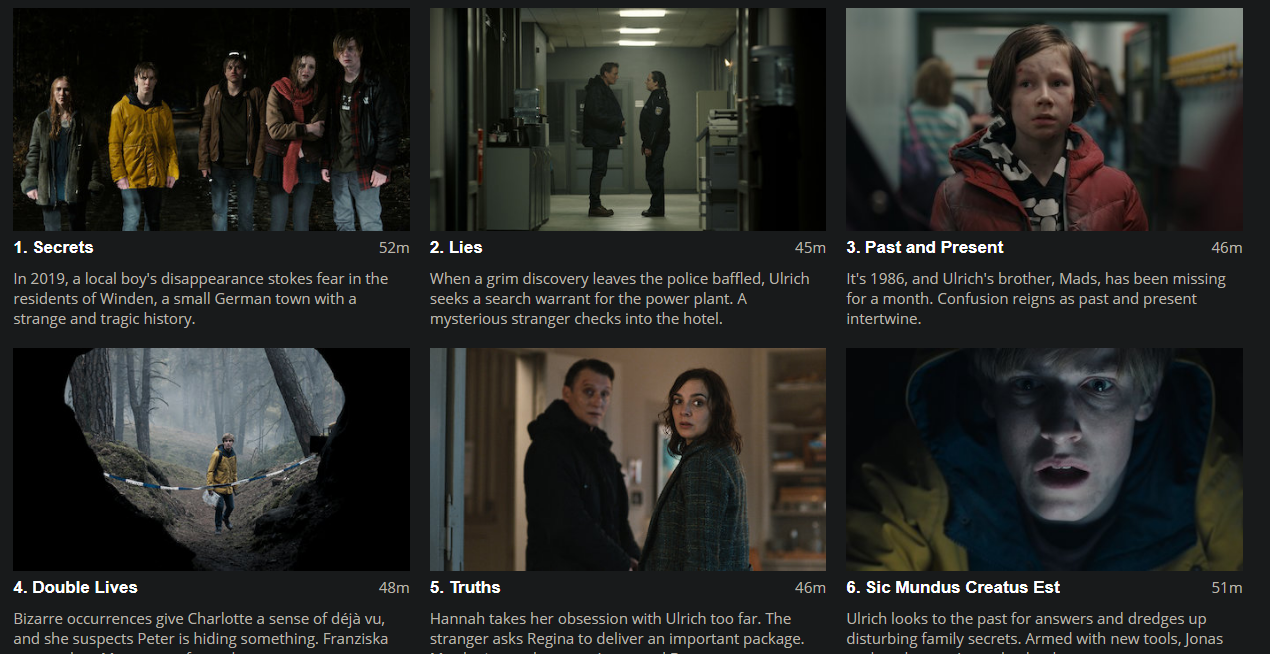 1. Secrets 52m
In 2019, a local boy's disappearance stokes fear in the
residents of Winden, a small German town with a
strange and tragic history.
2. Lies 45m
When a grim discovery leaves the police baffled, Ulrich
seeks a search warrant for the power plant. A
mysterious stranger checks into the hotel.
3. Past and Present 46m
It's 1986, and Ulrich's brother, Mads, has been missing
for a month. Confusion reigns as past and present
intertwine.
4. Double Lives 48m
Bizarre occurrences give Charlotte a sense of déjà vu,
and she suspects Peter is hiding something. Franziska
5. Truths 46m
Hannah takes her obsession with Ulrich too far. The
stranger asks Regina to deliver an important package.
6. Sic Mundus Creatus Est 51m
Ulrich looks to the past for answers and dredges up
disturbing family secrets. Armed with new tools, Jonas